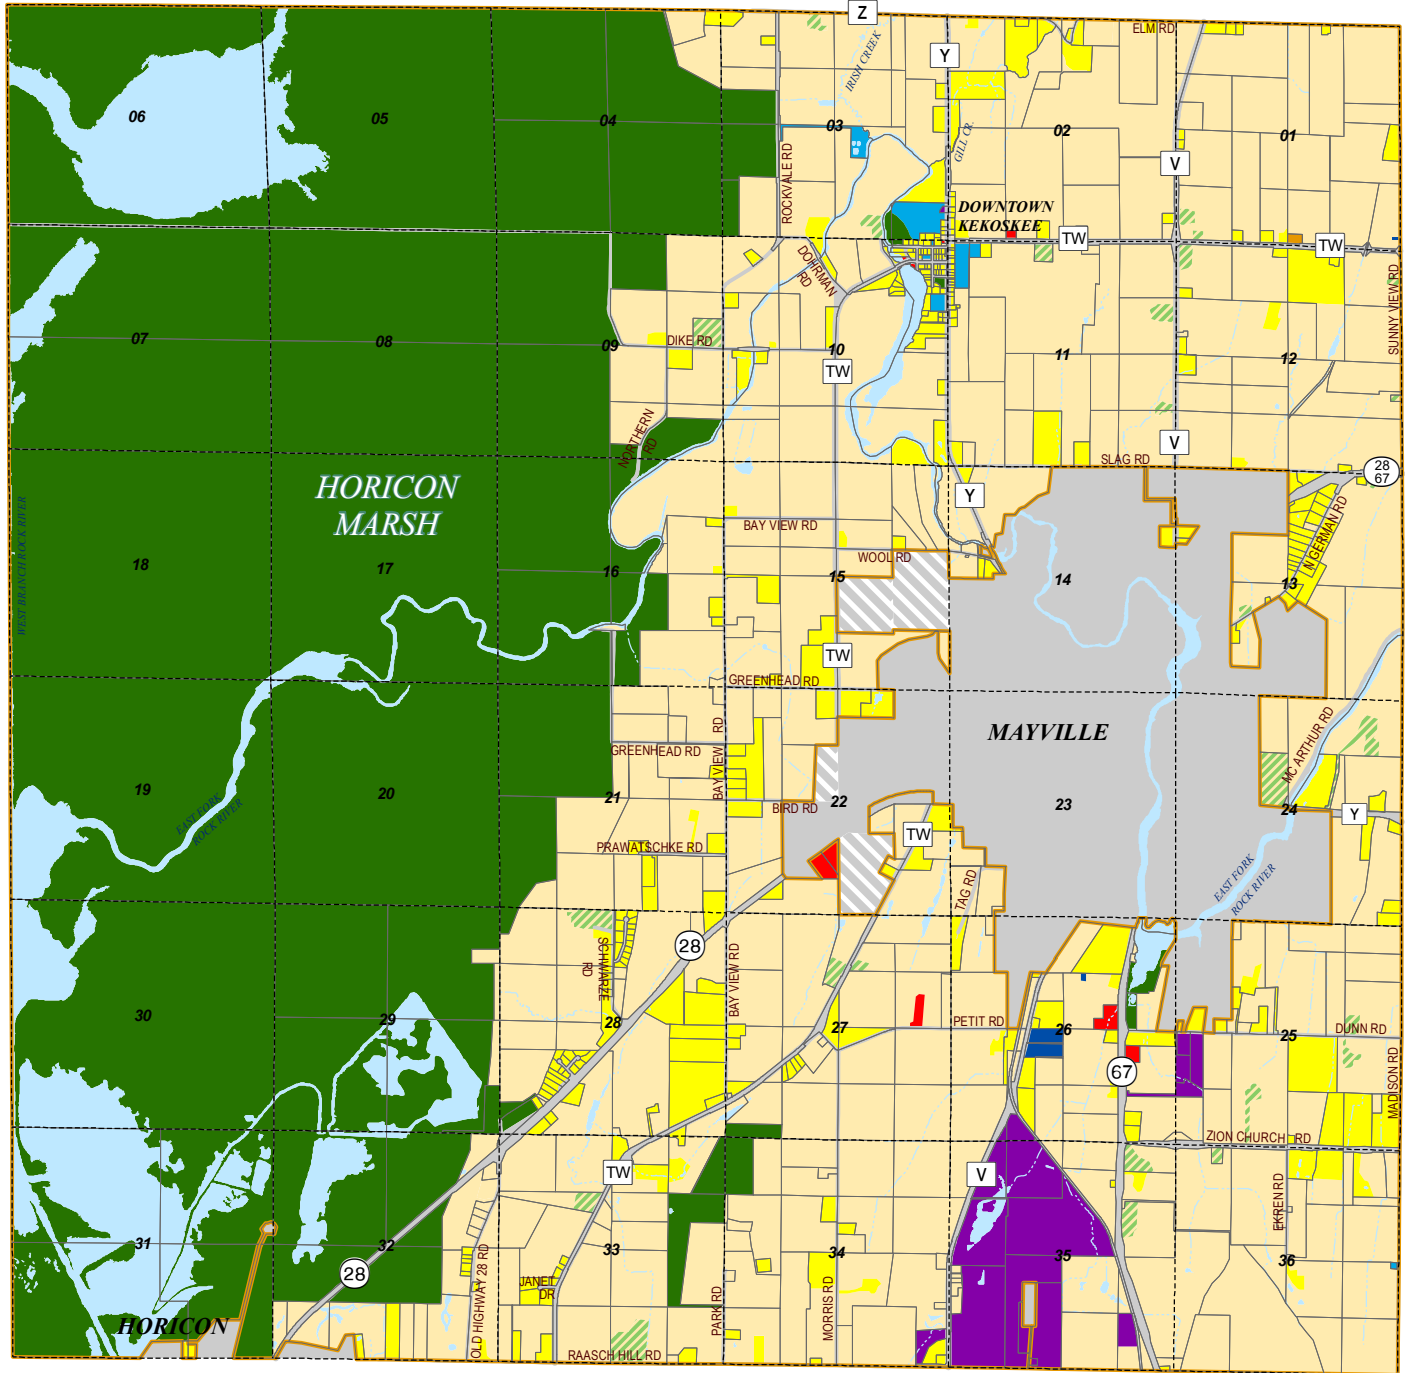 Z
ELM RD
Y
IRISH CREEK
06
05
04
03
02
01
GILL CR.
V
ROCKVALE RD
DOWNTOWN
KEKOSKEE
TW
TW
DOHRMAN
RD
SUNNY VIEW RD
07
08
09
DIKE RD
10
11
12
TW
NORTHERN
RD
V
SLAG RD
28
67
HORICON
MARSH
Y
WEST BRANCH ROCK RIVER
BAY VIEW RD
N GERMAN RD
WOOL RD
18
17
16
15
14
13
TW
GREENHEAD RD
MAYVILLE
MC ARTHUR RD
GREENHEAD RD
BAY VIEW RD
19
20
21
BIRD RD
22
23
24
Y
EAST FORK
ROCK RIVER
TW
PRAWATSCHKE RD
TAG RD
EAST FORK
ROCK RIVER
28
SCHWARZE
RD
BAY VIEW RD
30
29
28
27
PETIT RD
26
25
DUNN RD
67
MADISON RD
ZION CHURCH RD
TW
V
EKREN RD
31
32
33
34
35
36
28
OLD HIGHWAY 28 RD
JANET
DR
PARK RD
MORRIS RD
HORICON
RAASCH HILL RD